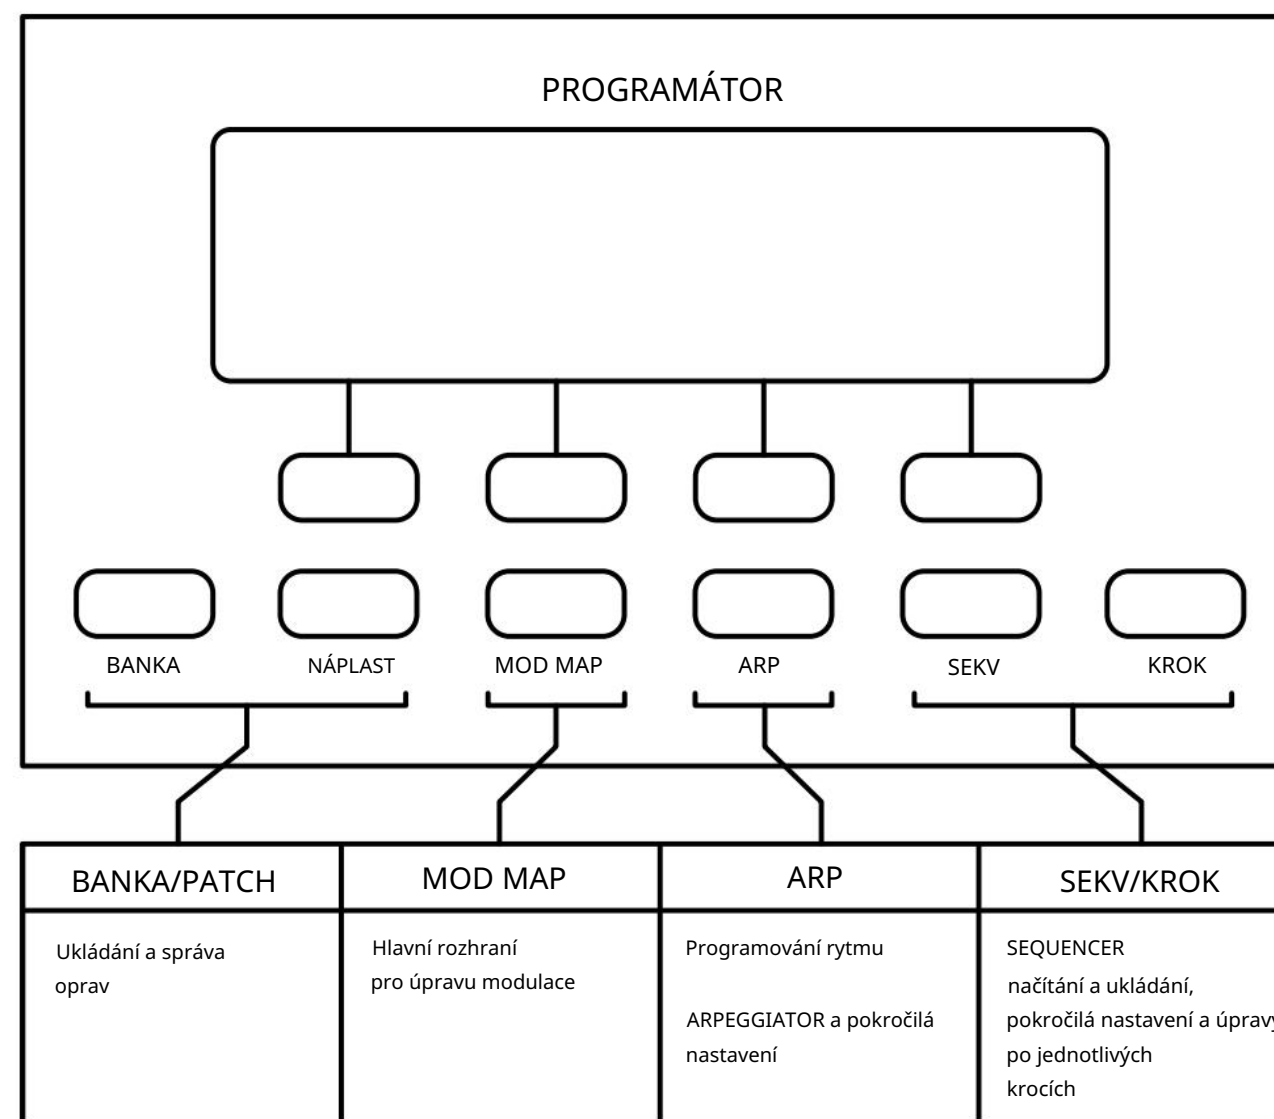 PROGRAMÁTOR
BANKA NÁPLAST MOD MAP ARP SEKV KROK
BANKA/PATCH MOD MAP ARP SEKV/KROK
Ukládání a správa
oprav
Hlavní rozhraní
pro úpravu modulace
Programování rytmu
ARPEGGIATOR a pokročilá
nastavení
SEQUENCER
načítání a ukládání,
pokročilá nastavení a úpravy
po jednotlivých
krocích